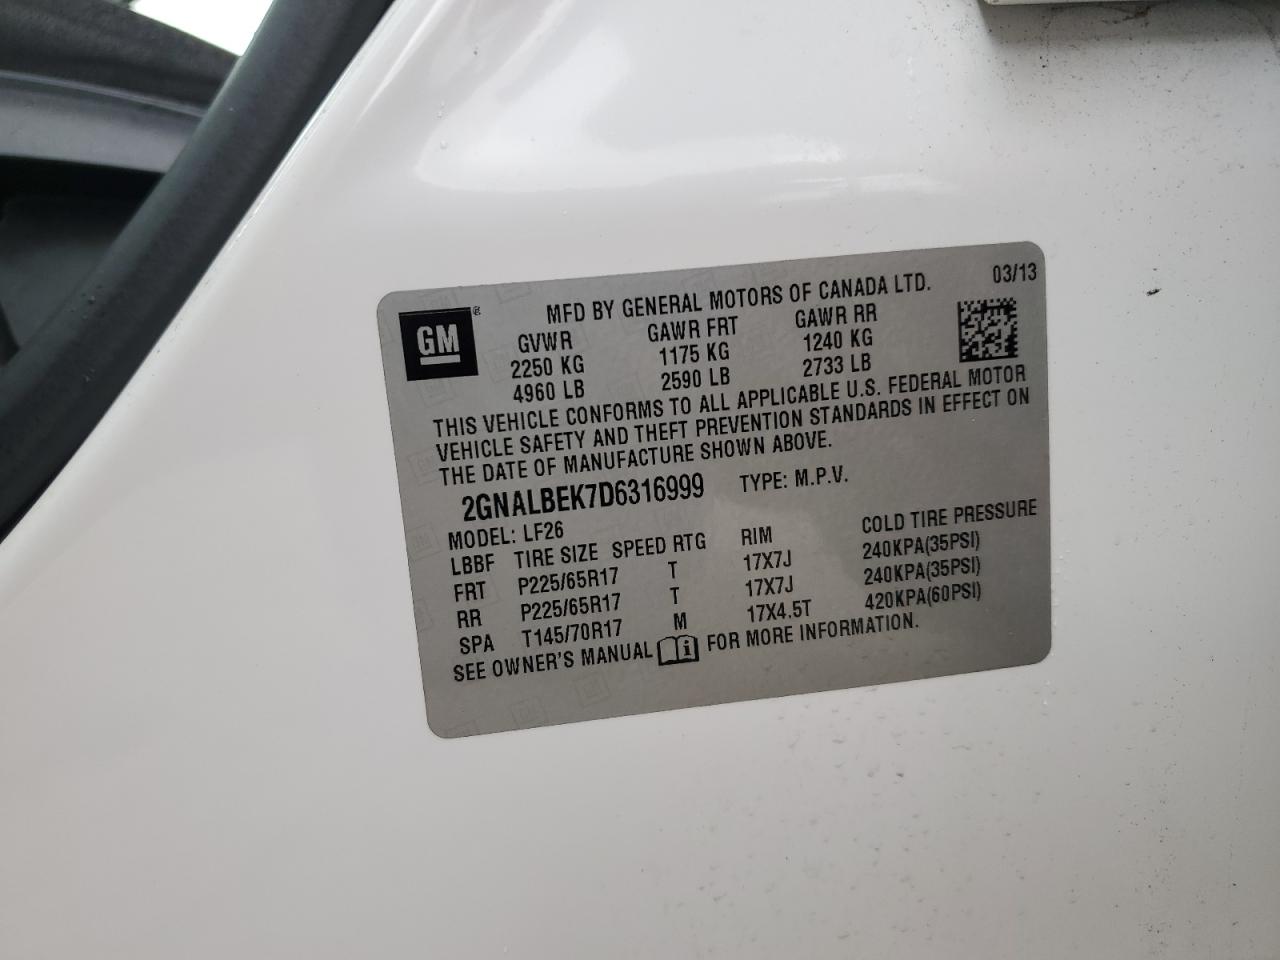 03/13
GM®
MFD BY GENERAL MOTORS OF CANADA LTD.
GVWR GAWR FRT GAWR RR
2250 KG 1175 KG 1240 KG
4960 LB 2590 LB 2733 LB
THIS VEHICLE CONFORMS TO ALL APPLICABLE U.S. FEDERAL MOTOR
VEHICLE SAFETY AND THEFT PREVENTION STANDARDS IN EFFECT ON
THE DATE OF MANUFACTURE SHOWN ABOVE.
2GNALBEK7D6316999 TYPE: M.P.V.
MODEL: LF26
LBBF TIRE SIZE SPEED RTG RIM COLD TIRE PRESSURE
FRT P225/65R17 T 17X7J 240KPA(35PSI)
RR P225/65R17 T 17X7J 240KPA(35PSI)
SPA T145/70R17 M 17X4.5T 420KPA(60PSI)
SEE OWNER'S MANUAL i FOR MORE INFORMATION.